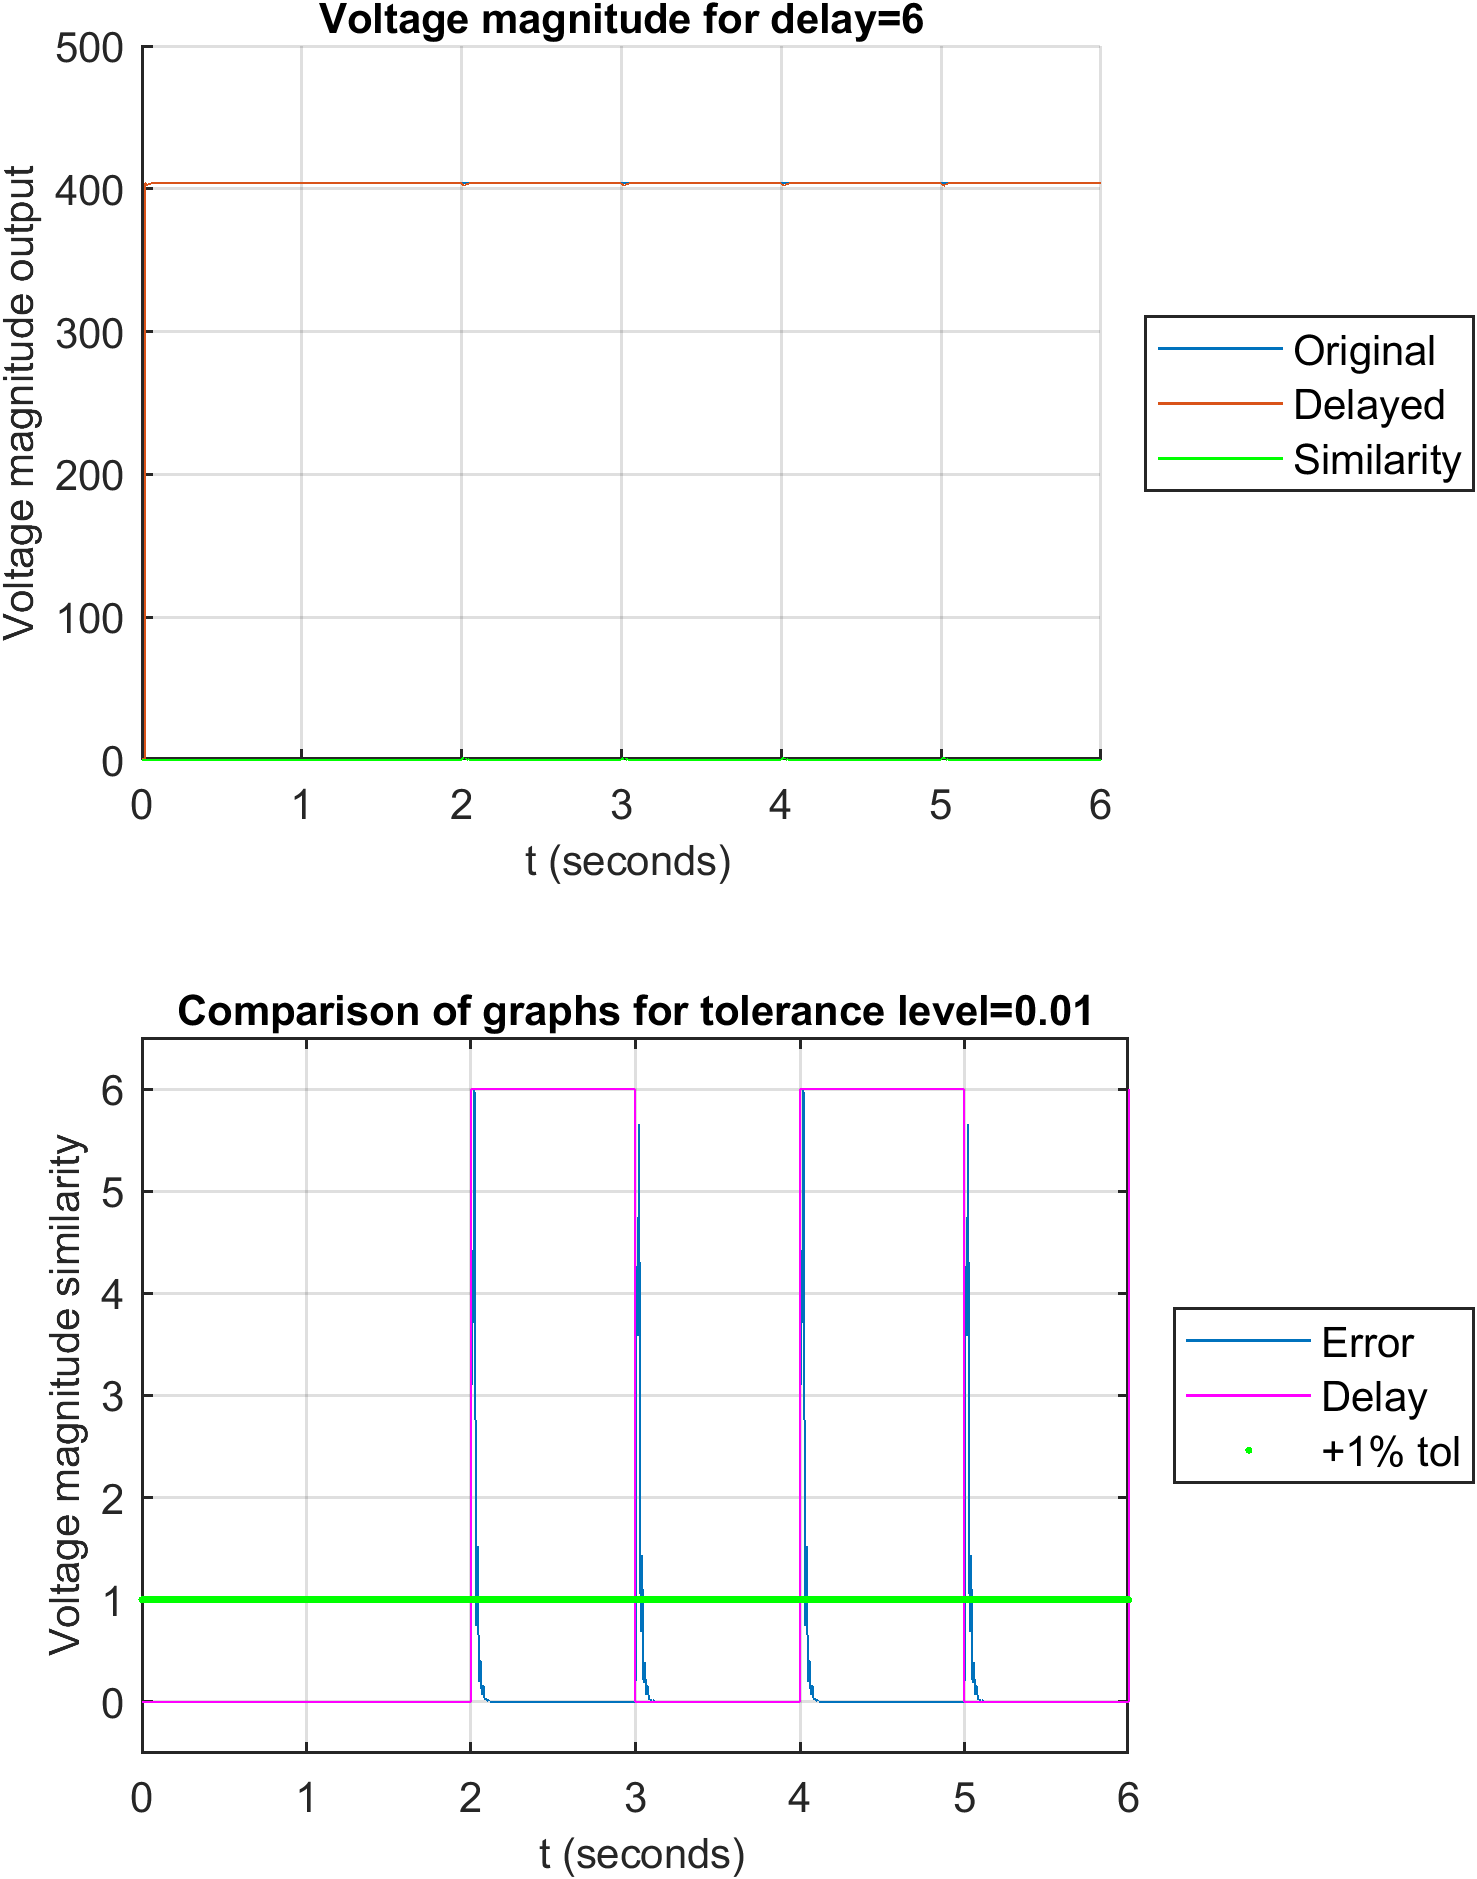 Voltage magnitude for delay=6
500
400
300
200
100
0
Voltage magnitude output
0 1 2 3 4 5 6
t (seconds)
Original
Delayed
Similarity
Comparison of graphs for tolerance level=0.01
6
5
4
3
2
1
0
Voltage magnitude similarity
0 1 2 3 4 5 6
t (seconds)
Error
Delay
+1% tol